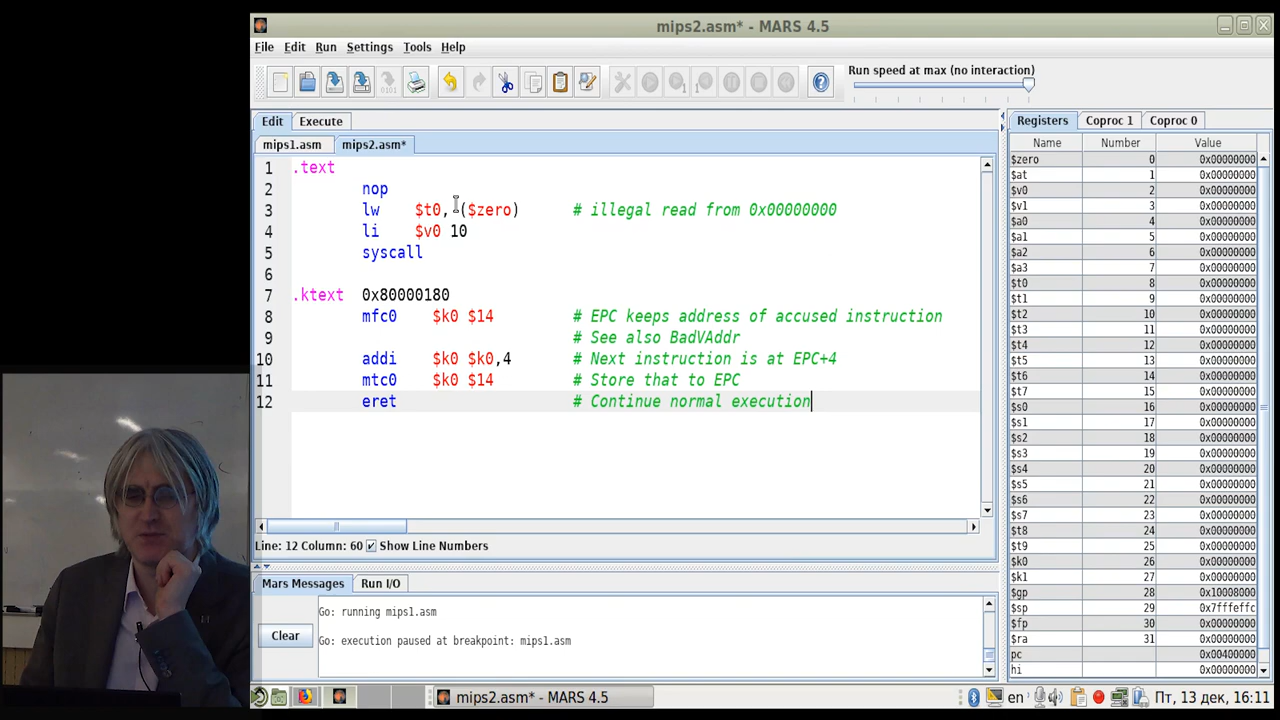 mips2.asm* - MARS 4.5
File Edit Run Settings Tools Help
Run speed at max (no interaction)
Edit Execute
mips1.asm mips2.asm*
1 .text
2 nop
3 lw $t0, ($zero) # illegal read from 0x00000000
4 li $v0 10
5 syscall
6
7 .ktext 0x80000180
8 mfc0 $k0 $14 # EPC keeps address of accused instruction
9 # See also BadVAddr
10 addi $k0 $k0,4 # Next instruction is at EPC+4
11 mtc0 $k0 $14 # Store that to EPC
12 eret # Continue normal execution
Line: 12 Column: 60 Show Line Numbers
Mars Messages Run I/O
Go: running mips1.asm
Go: execution paused at breakpoint: mips1.asm
Clear
Registers Coproc 1 Coproc 0
Name Number Value
$zero 0 0x00000000
$at 1 0x00000000
$v0 2 0x00000000
$v1 3 0x00000000
$a0 4 0x00000000
$a1 5 0x00000000
$a2 6 0x00000000
$a3 7 0x00000000
$t0 8 0x00000000
$t1 9 0x00000000
$t2 10 0x00000000
$t3 11 0x00000000
$t4 12 0x00000000
$t5 13 0x00000000
$t6 14 0x00000000
$t7 15 0x00000000
$s0 16 0x00000000
$s1 17 0x00000000
$s2 18 0x00000000
$s3 19 0x00000000
$s4 20 0x00000000
$s5 21 0x00000000
$s6 22 0x00000000
$s7 23 0x00000000
$t8 24 0x00000000
$t9 25 0x00000000
$k0 26 0x00000000
$k1 27 0x00000000
$gp 28 0x10008000
$sp 29 0x7fffeffc
$fp 30 0x00000000
$ra 31 0x00000000
pc 0x00400000
hi 0x00000000
mips2.asm* - MARS 4.5
en
Пт, 13 дек, 16:11